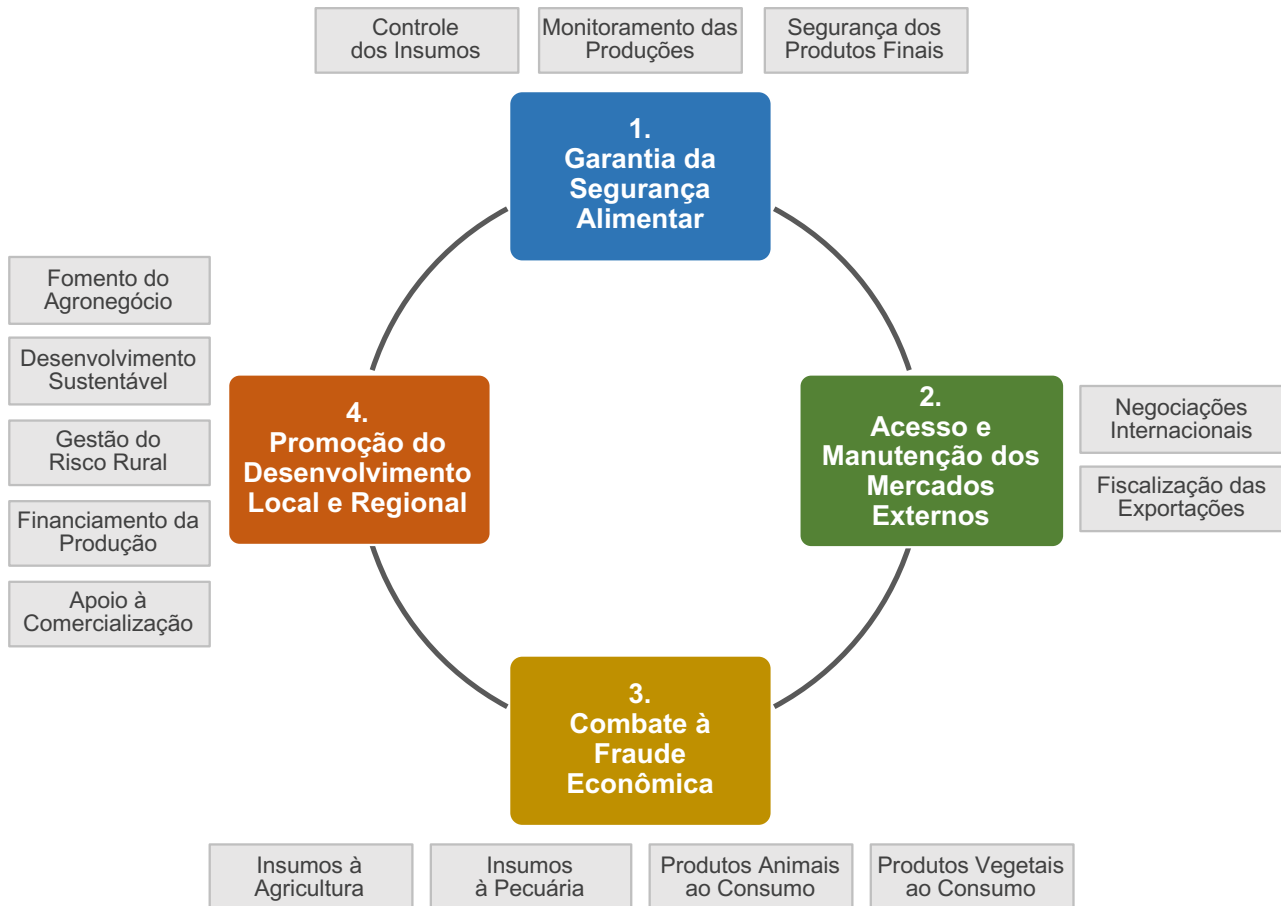 Controle
dos Insumos
Monitoramento das
Produções
Segurança dos
Produtos Finais
1.
Garantia da
Segurança
Alimentar
Fomento do
Agronegócio
Desenvolvimento
Sustentável
Gestão do
Risco Rural
Financiamento da
Produção
Apoio à
Comercialização
4.
Promoção do
Desenvolvimento
Local e Regional
2.
Acesso e
Manutenção dos
Mercados
Externos
Negociações
Internacionais
Fiscalização das
Exportações
3.
Combate à
Fraude
Econômica
Insumos à
Agricultura
Insumos
à Pecuária
Produtos Animais
ao Consumo
Produtos Vegetais
ao Consumo